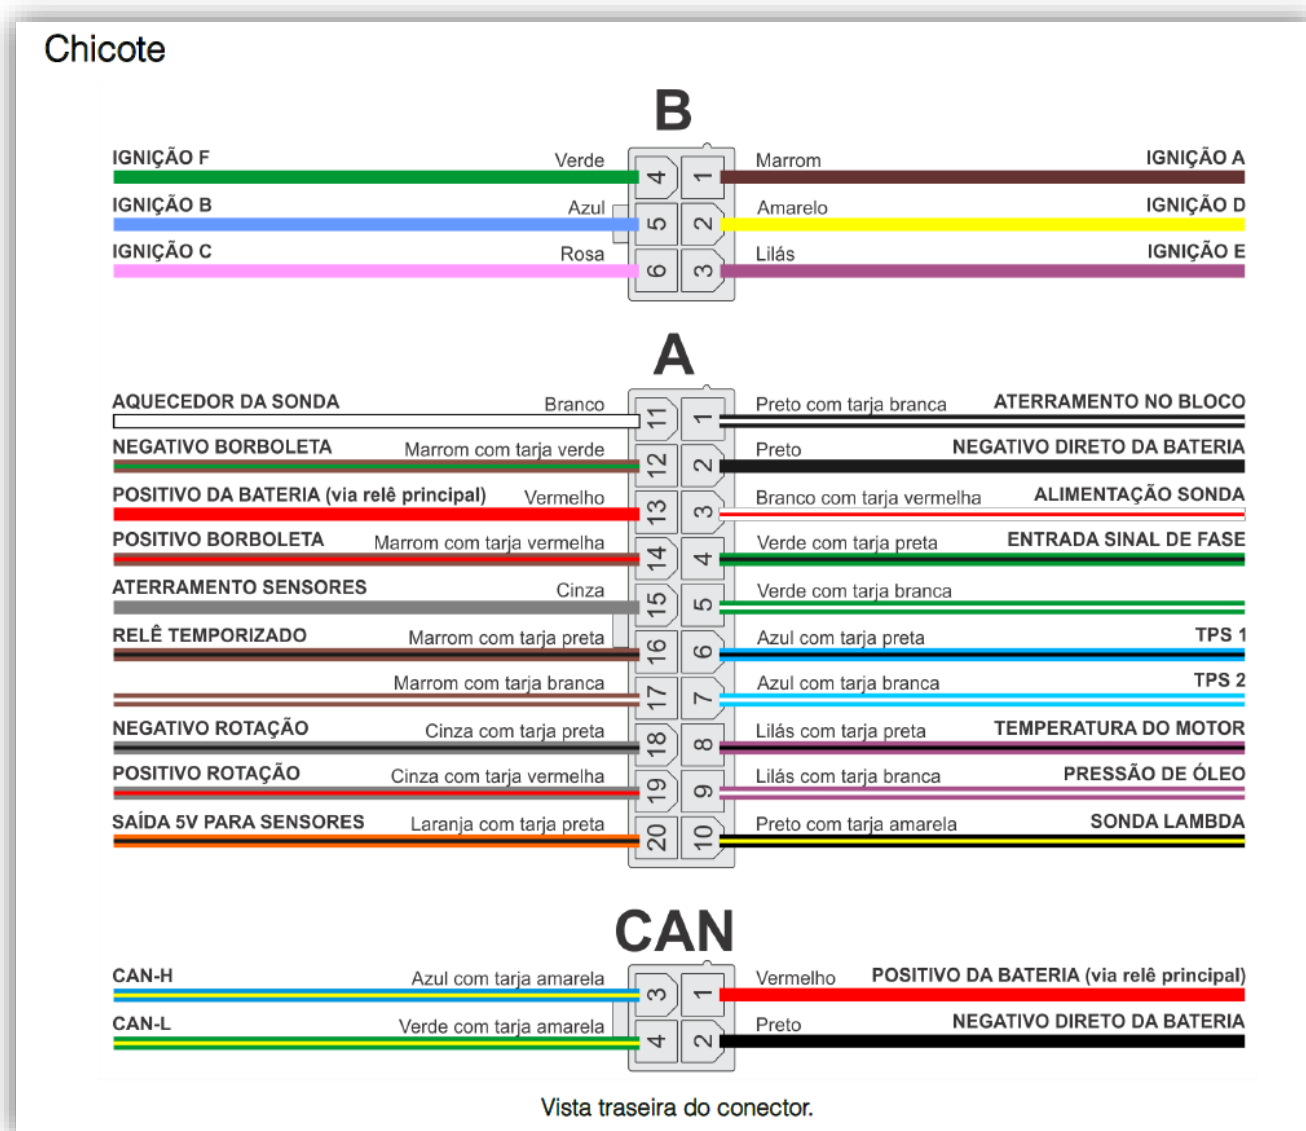 Chicote
B
IGNIÇÃO F Verde 4 1 Marrom IGNIÇÃO A
IGNIÇÃO B Azul 5 2 Amarelo IGNIÇÃO D
IGNIÇÃO C Rosa 6 3 Lilás IGNIÇÃO E
A
AQUECEDOR DA SONDA Branco 11 1 Preto com tarja branca ATERRAMENTO NO BLOCO
NEGATIVO BORBOLETA Marrom com tarja verde 12 2 Preto NEGATIVO DIRETO DA BATERIA
POSITIVO DA BATERIA (via relê principal) Vermelho 13 3 Branco com tarja vermelha ALIMENTAÇÃO SONDA
POSITIVO BORBOLETA Marrom com tarja vermelha 14 4 Verde com tarja preta ENTRADA SINAL DE FASE
ATERRAMENTO SENSORES Cinza 15 5 Verde com tarja branca
RELÊ TEMPORIZADO Marrom com tarja preta 16 6 Azul com tarja preta TPS 1
Marrom com tarja branca 17 7 Azul com tarja branca TPS 2
NEGATIVO ROTAÇÃO Cinza com tarja preta 18 8 Lilás com tarja preta TEMPERATURA DO MOTOR
POSITIVO ROTAÇÃO Cinza com tarja vermelha 19 9 Lilás com tarja branca PRESSÃO DE ÓLEO
SAÍDA 5V PARA SENSORES Laranja com tarja preta 20 10 Preto com tarja amarela SONDA LAMBDA
CAN
CAN-H Azul com tarja amarela 3 1 Vermelho POSITIVO DA BATERIA (via relê principal)
CAN-L Verde com tarja amarela 4 2 Preto NEGATIVO DIRETO DA BATERIA
Vista traseira do conector.